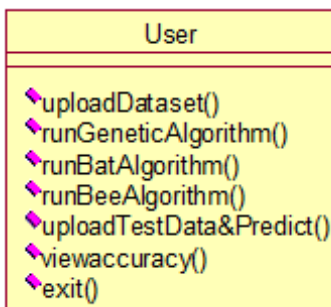 User
uploadDataset()
runGeneticAlgorithm()
runBatAlgorithm()
runBeeAlgorithm()
uploadTestData&Predict()
viewaccuracy()
exit()